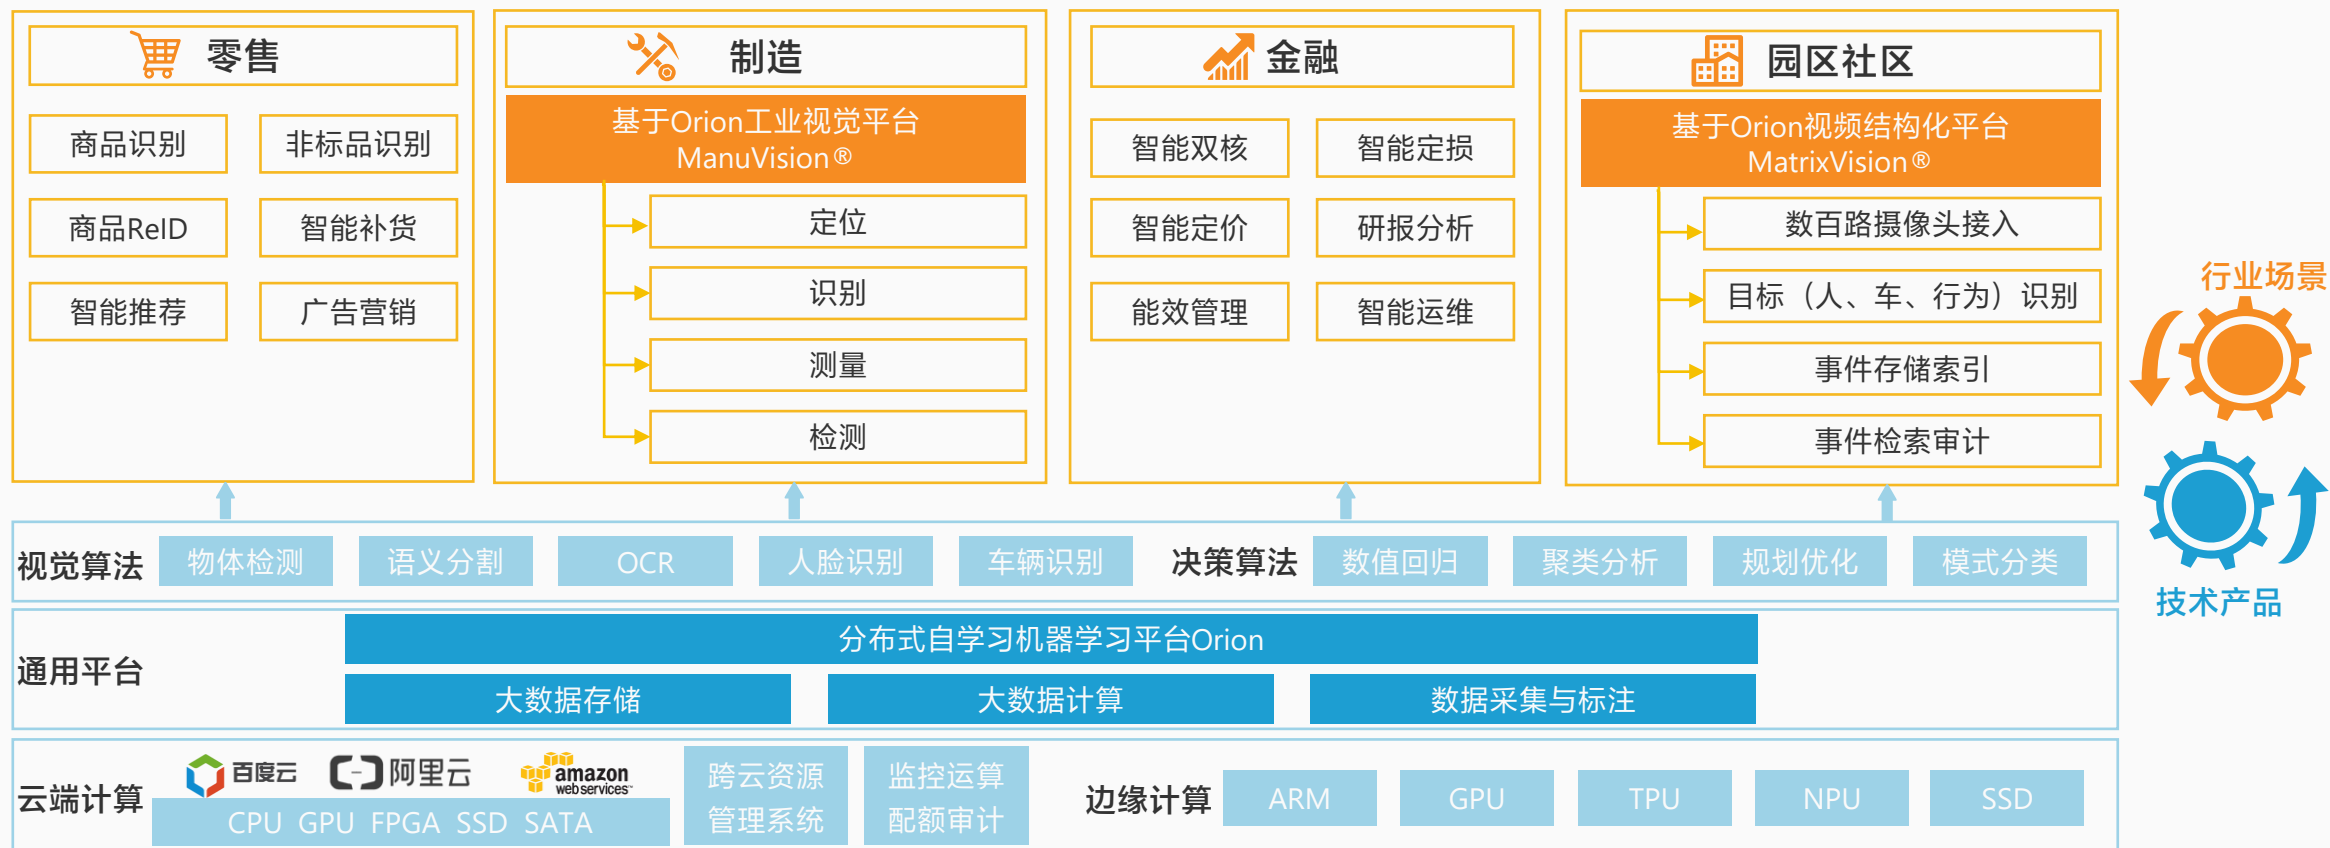 零售
商品识别
非标品识别
商品ReID
智能补货
智能推荐
广告营销
制造
基于Orion工业视觉平台
ManuVision®
定位
识别
测量
检测
金融
智能双核
智能定损
智能定价
研报分析
能效管理
智能运维
园区社区
基于Orion视频结构化平台
MatrixVision®
数百路摄像头接入
目标（人、车、行为）识别
事件存储索引
事件检索审计
行业场景
技术产品
视觉算法
物体检测
语义分割
OCR
人脸识别
车辆识别
决策算法
数值回归
聚类分析
规划优化
模式分类
通用平台
分布式自学习机器学习平台Orion
大数据存储
大数据计算
数据采集与标注
云端计算
百度云
阿里云
amazon
webservices™
CPU GPU FPGA SSD SATA
跨云资源
管理系统
监控运算
配额审计
边缘计算
ARM
GPU
TPU
NPU
SSD